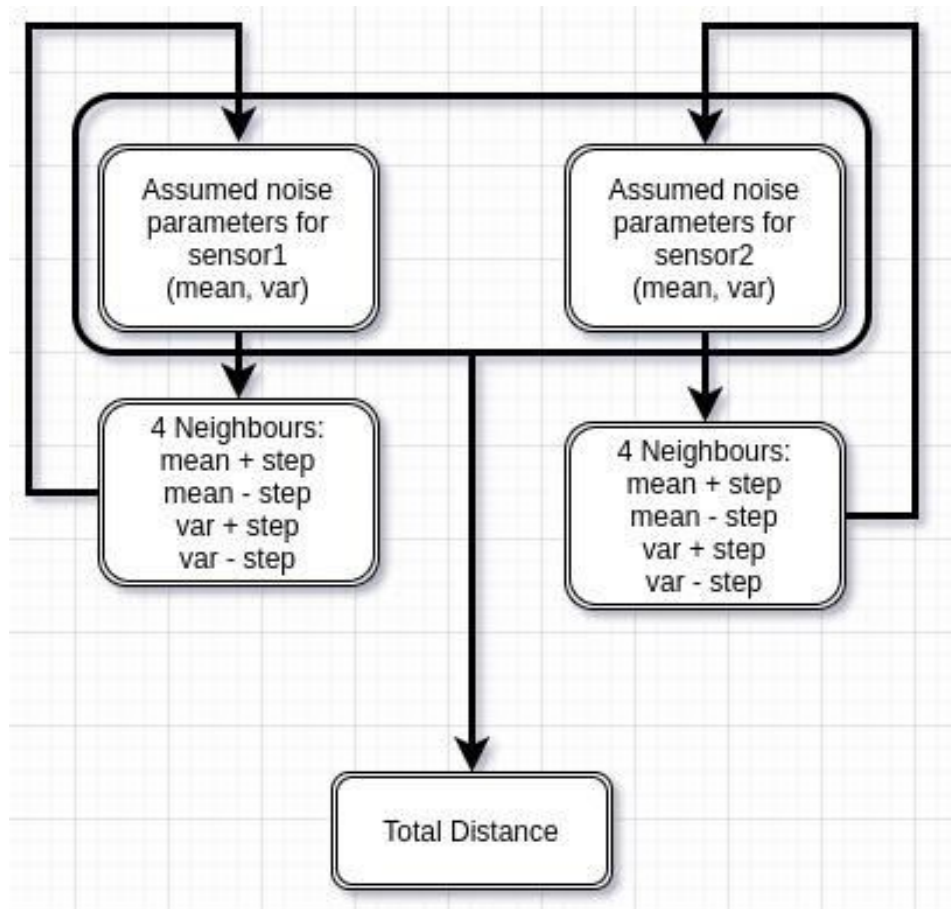 Assumed noise
parameters for
sensor1
(mean, var)
Assumed noise
parameters for
sensor2
(mean, var)
4 Neighbours:
mean + step
mean - step
var + step
var - step
4 Neighbours:
mean + step
mean - step
var + step
var - step
Total Distance